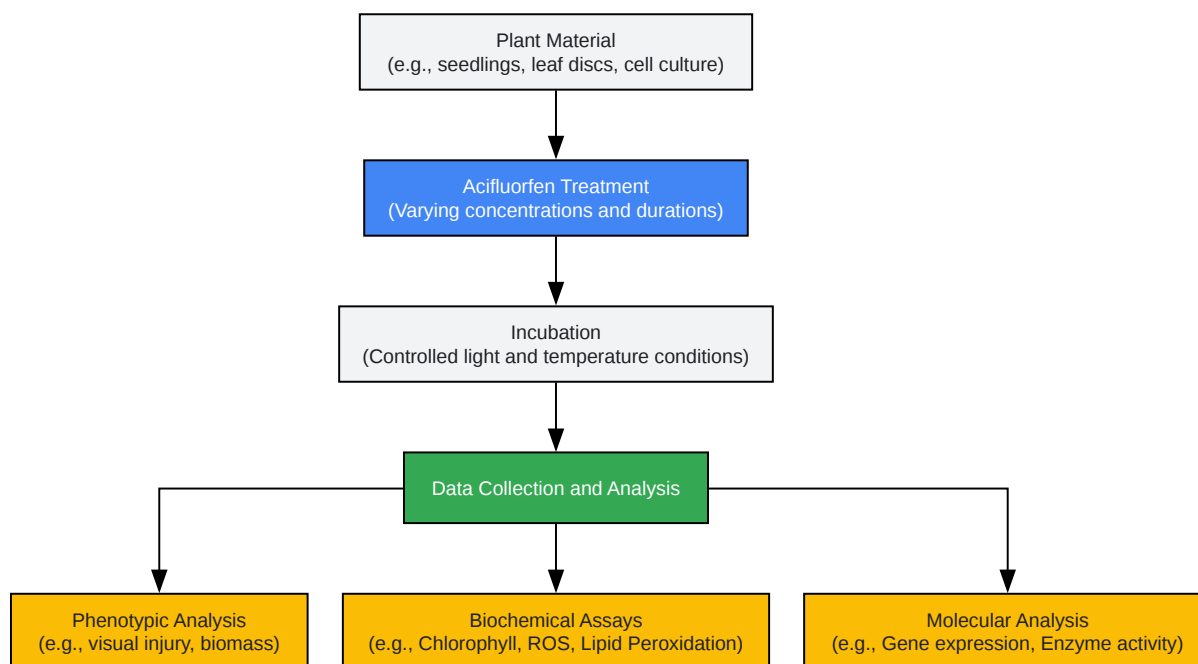 Plant Material
(e.g., seedlings, leaf discs, cell culture)
Acifluorfen Treatment
(Varying concentrations and durations)
Incubation
(Controlled light and temperature conditions)
Data Collection and Analysis
Phenotypic Analysis
(e.g., visual injury, biomass)
Biochemical Assays
(e.g., Chlorophyll, ROS, Lipid Peroxidation)
Molecular Analysis
(e.g., Gene expression, Enzyme activity)